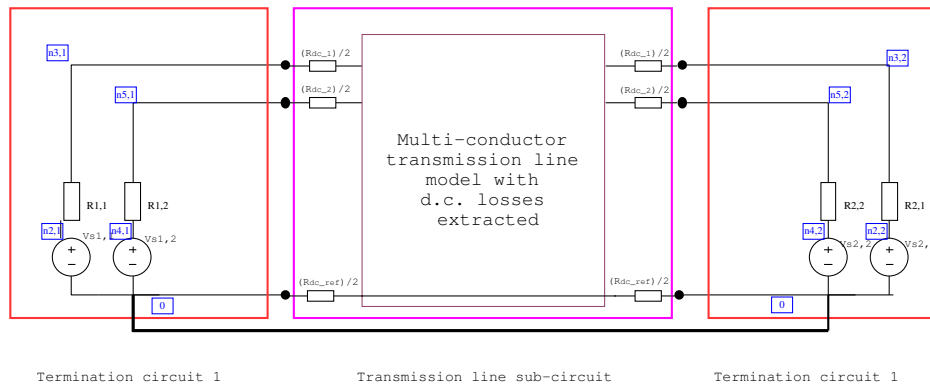 n3,1
(Rdc_1)/2
(Rdc_1)/2
n3,2
n5,1
(Rdc_2)/2
(Rdc_2)/2
n5,2
Multi-conductor
transmission line
model with
d.c. losses
extracted
R1,1
R1,2
R2,2
R2,1
n2,1
Vs1,
n4,1
Vs1,2
n4,2
Vs2,2
n2,2
Vs2,
+
+
+
+
−
−
−
−
(Rdc_ref)/2
(Rdc_ref)/2
0
0
Termination circuit 1
Transmission line sub-circuit
Termination circuit 1